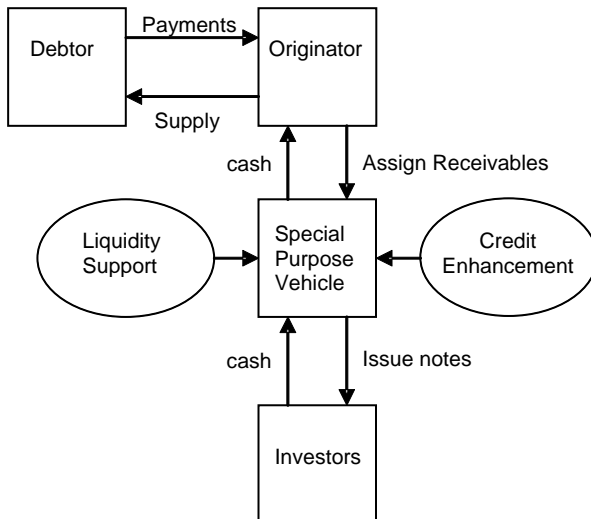 Payments
Debtor
Originator
Supply
cash
Assign Receivables
Liquidity
Support
Special
Purpose
Vehicle
Credit
Enhancement
cash
Issue notes
Investors